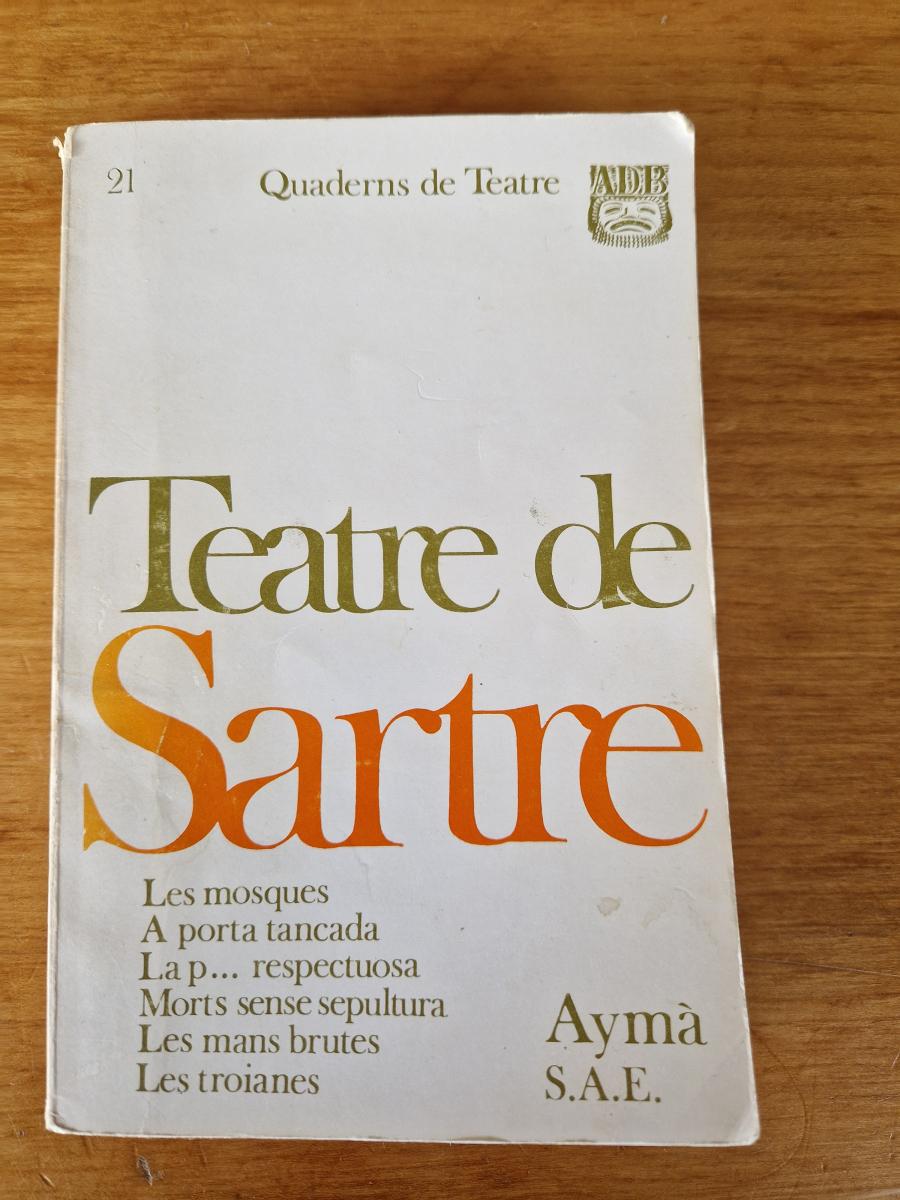 21 Quaderns de Teatre ADB
Teatre de
Sartre
Les mosques
A porta tancada
La p... respectuosa
Morts sense sepultura
Les mans brutes
Les troianes
Aymà
S.A.E.